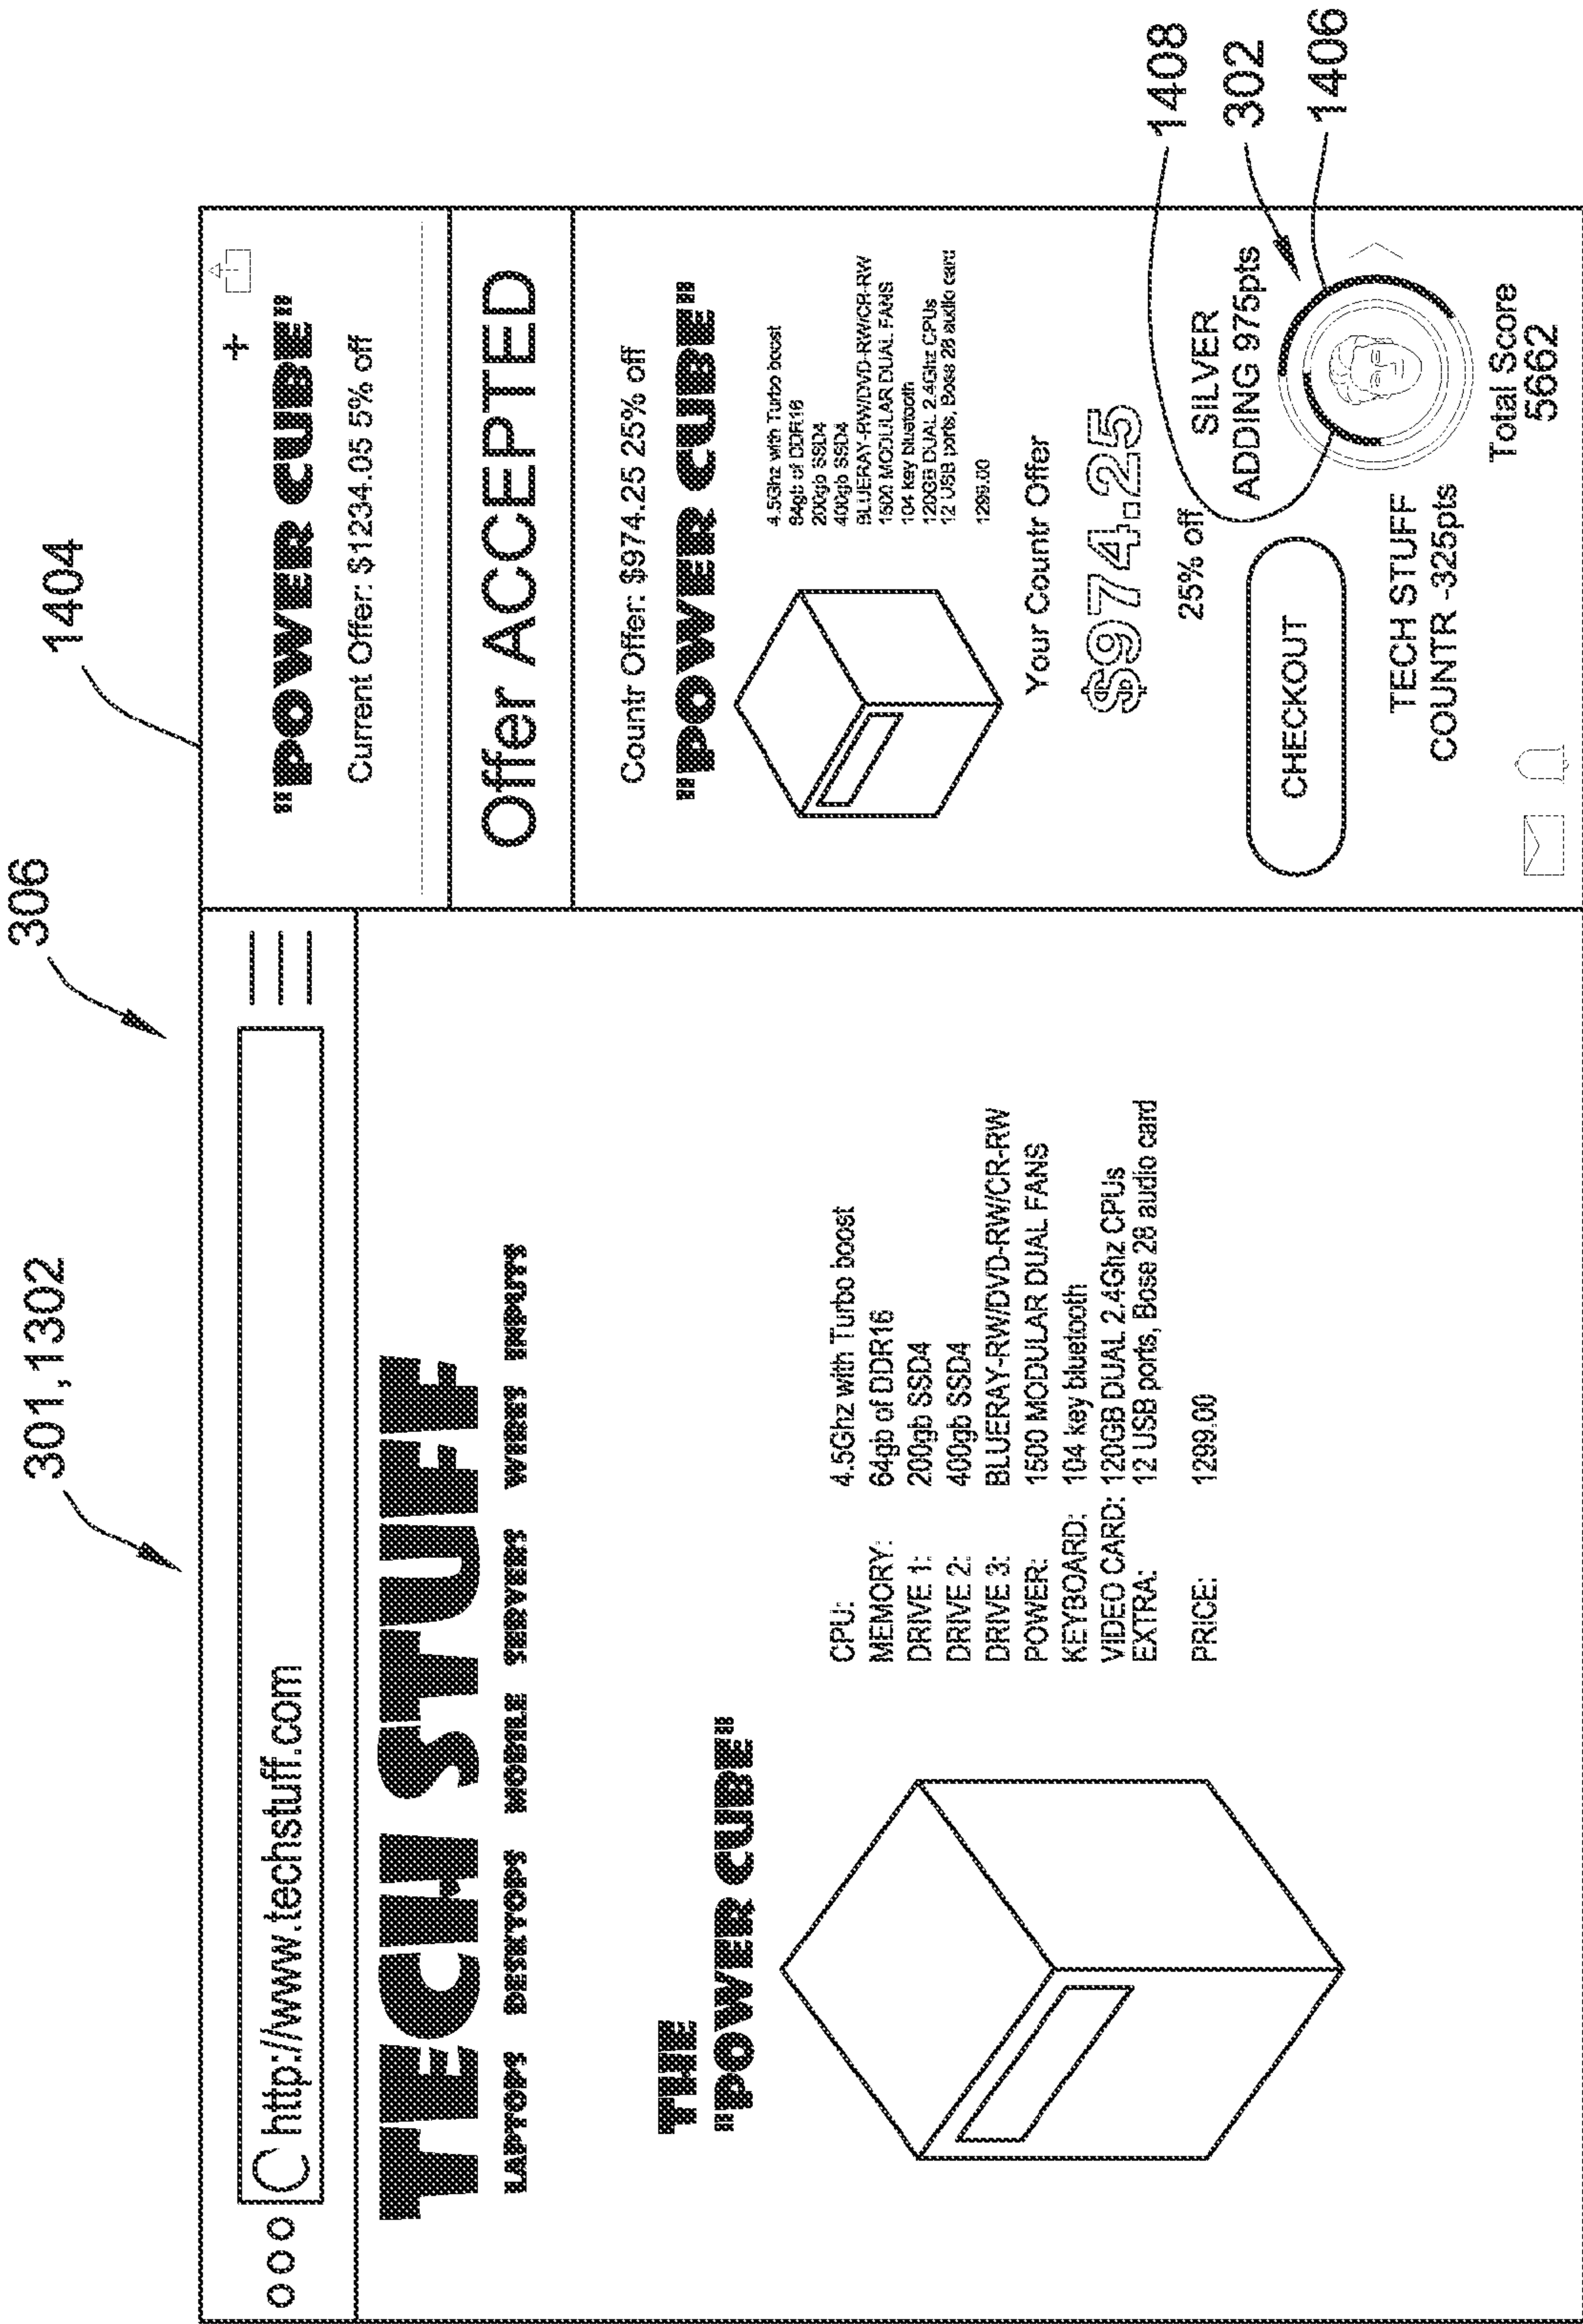 301,1302
306
1404
http://www.techstuff.com
TECH STUFF
LAPTOPS DESKTOPS MOBILE SERVERS WIRES INPUTS
THE
"POWER CUBE"
CPU: 4.5Ghz with Turbo boost
MEMORY: 64gb of DDR16
DRIVE 1: 200gb SSD4
DRIVE 2: 400gb SSD4
DRIVE 3: BLUERAY-RW/DVD-RW/CR-RW
POWER: 1500 MODULAR DUAL FANS
KEYBOARD: 104 key bluetooth
VIDEO CARD: 120GB DUAL 2.4Ghz CPUs
EXTRA: 12 USB ports, Bose 28 audio card
PRICE: 1299.00
+
"POWER CUBE"
Current Offer: $1234.05 5% off
Offer ACCEPTED
Countr Offer: $974.25 25% off
"POWER CUBE"
4.5Ghz with Turbo boost
64gb of DDR16
200gb SSD4
400gb SSD4
BLUERAY-RW/DVD-RW/CR-RW
1500 MODULAR DUAL FANS
104 key bluetooth
120GB DUAL 2.4Ghz CPUs
12 USB ports, Bose 28 audio card
1299.00
Your Countr Offer
$974.25
25% off
CHECKOUT
SILVER
ADDING 975pts
TECH STUFF
COUNTR -325pts
Total Score
5662
1408
302
1406